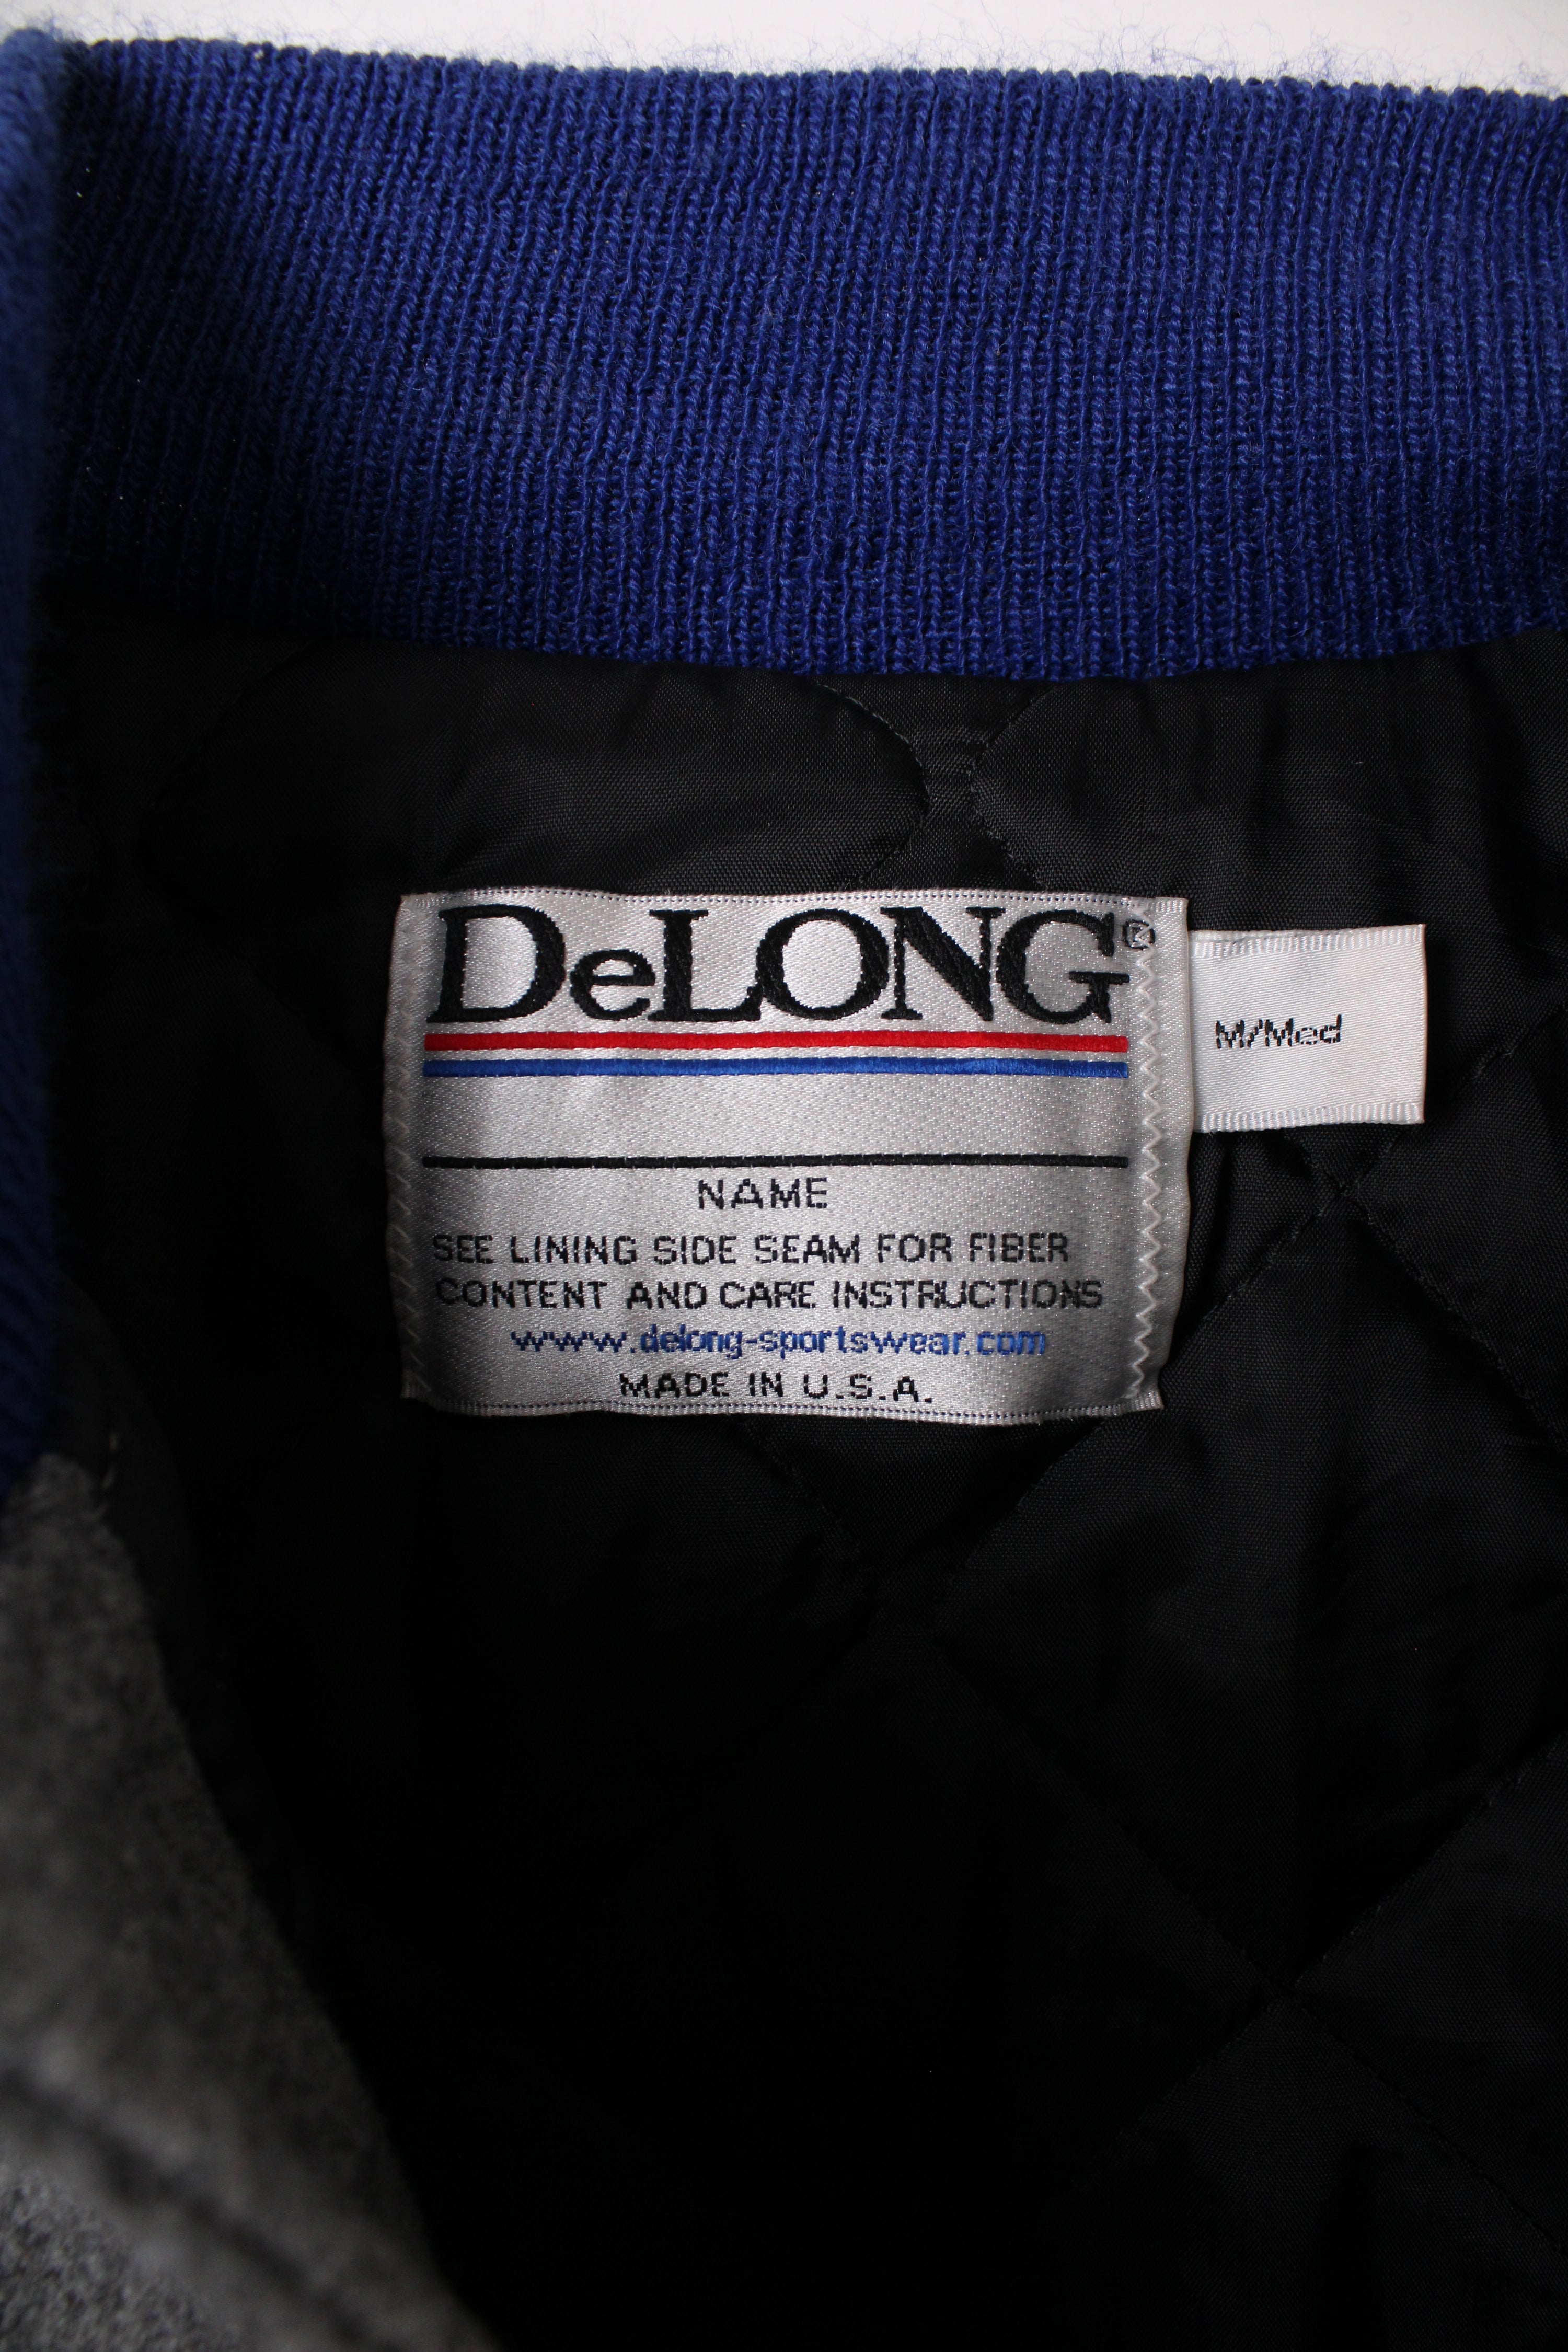 DeLONG®
M/Med
NAME
SEE LINING SIDE SEAM FOR FIBER
CONTENT AND CARE INSTRUCTIONS
www.delong-sportswear.com
MADE IN U.S.A.